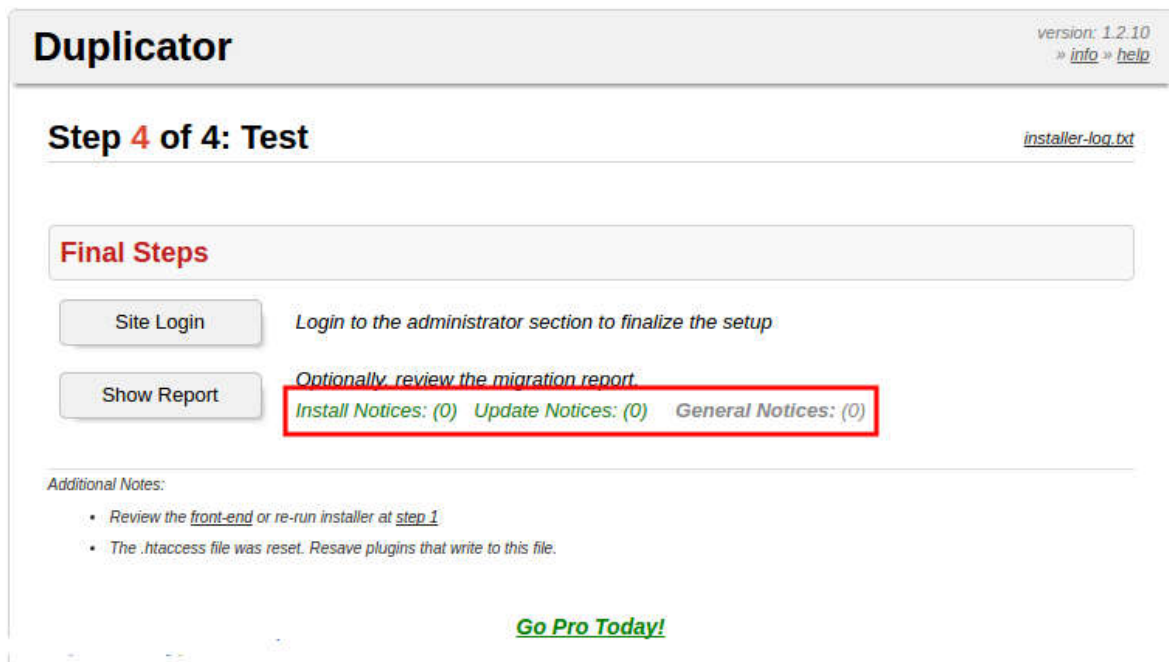 Duplicator
version: 1.2.10
» info » help
Step 4 of 4: Test
installer-log.txt
Final Steps
Site Login
Login to the administrator section to finalize the setup
Show Report
Optionally, review the migration report.
Install Notices: (0) Update Notices: (0) General Notices: (0)
Additional Notes:
• Review the front-end or re-run installer at step 1
• The .htaccess file was reset. Resave plugins that write to this file.
Go Pro Today!